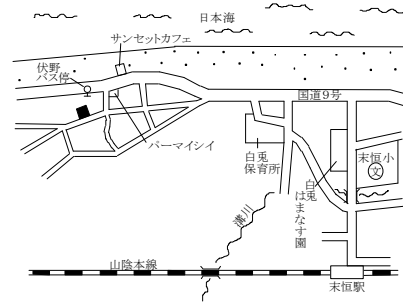 日本海
サンセットカフェ
伏野
バス停
国道9号
バーマイシイ
白兎
保育所
末恒小
文
白兎
はまなす園
溝川
山陰本線
末恒駅